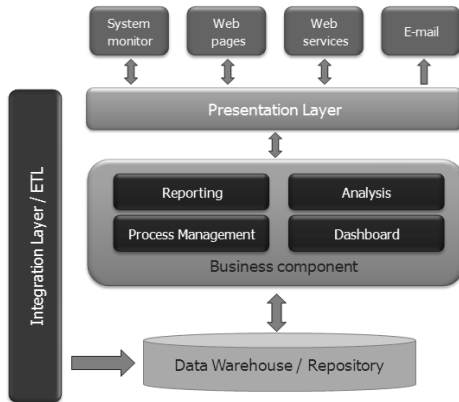 System
monitor
Web
pages
Web
services
E-mail
Presentation Layer
Integration Layer / ETL
Reporting
Analysis
Process Management
Dashboard
Business component
Data Warehouse / Repository